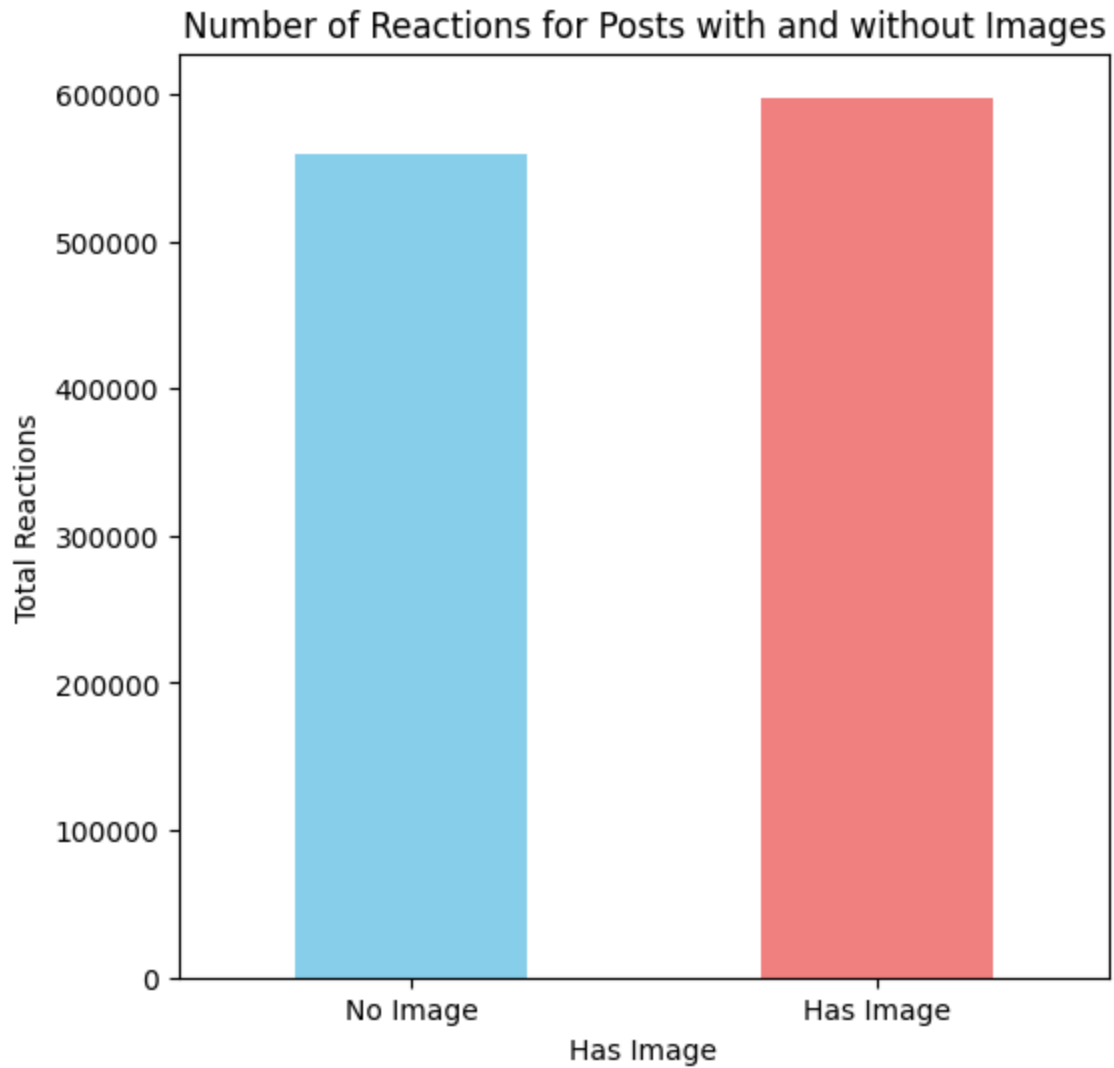 Number of Reactions for Posts with and without Images
600000
500000
400000
300000
200000
100000
0
Total Reactions
No Image
Has Image
Has Image